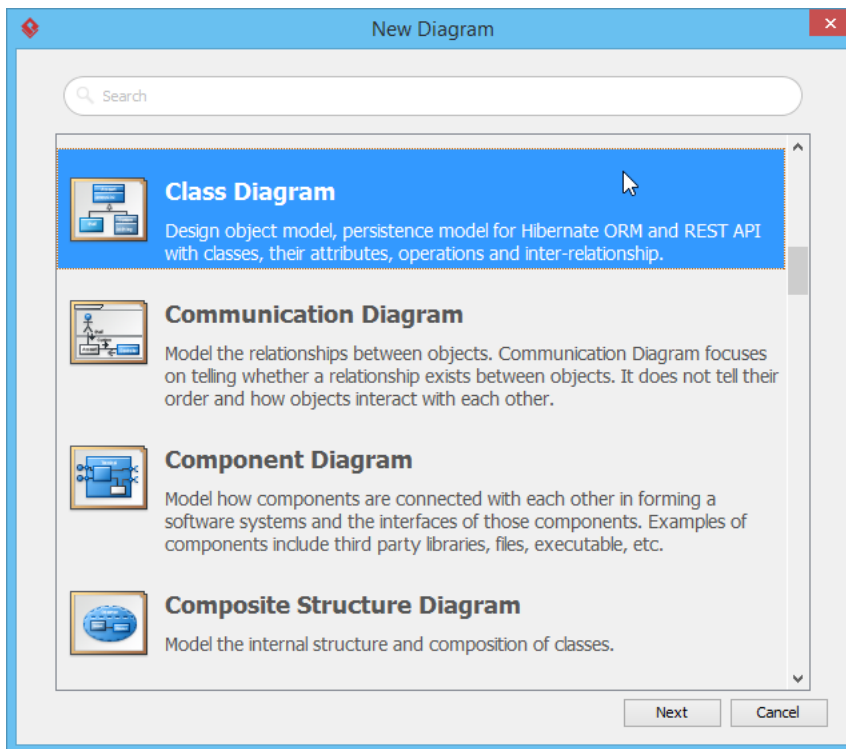 New Diagram
Search
Class Diagram
Design object model, persistence model for Hibernate ORM and REST API
with classes, their attributes, operations and inter-relationship.
Communication Diagram
Model the relationships between objects. Communication Diagram focuses
on telling whether a relationship exists between objects. It does not tell their
order and how objects interact with each other.
Component Diagram
Model how components are connected with each other in forming a
software systems and the interfaces of those components. Examples of
components include third party libraries, files, executable, etc.
Composite Structure Diagram
Model the internal structure and composition of classes.
Next
Cancel